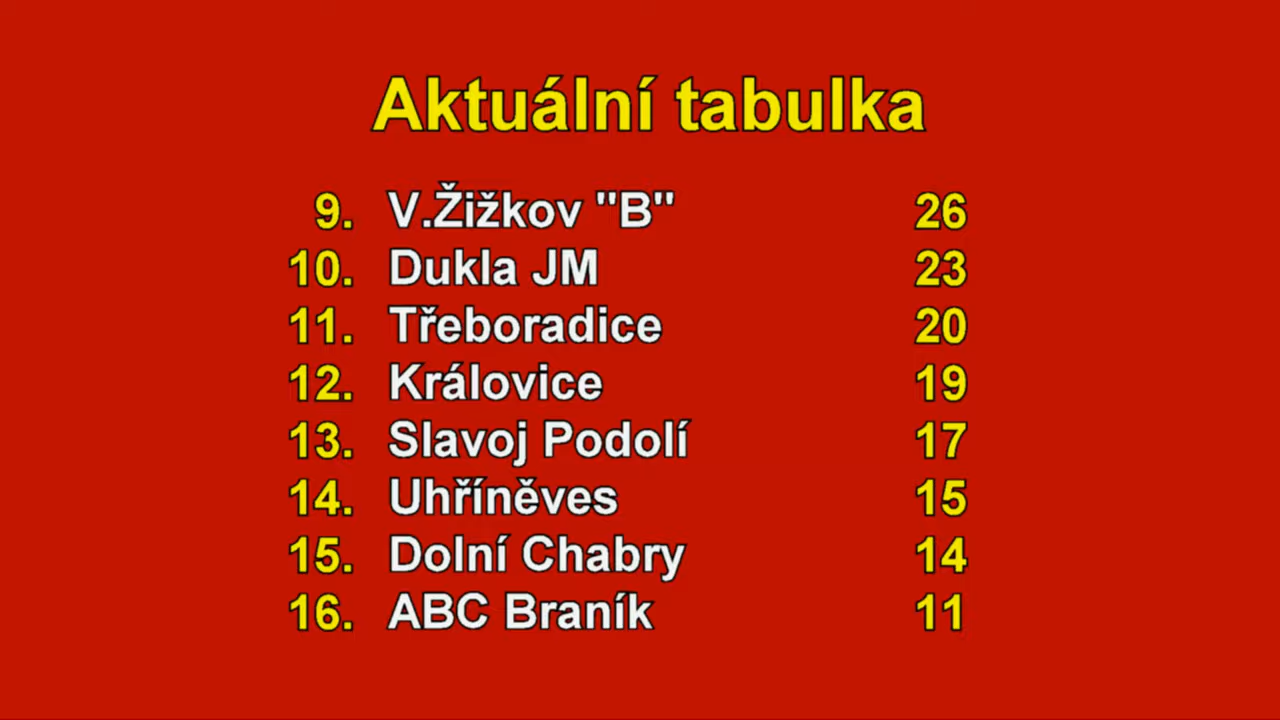 Aktuální tabulka
9. V.Žižkov "B" 26
10. Dukla JM 23
11. Třeboradice 20
12. Královice 19
13. Slavoj Podolí 17
14. Uhříněves 15
15. Dolní Chabry 14
16. ABC Braník 11